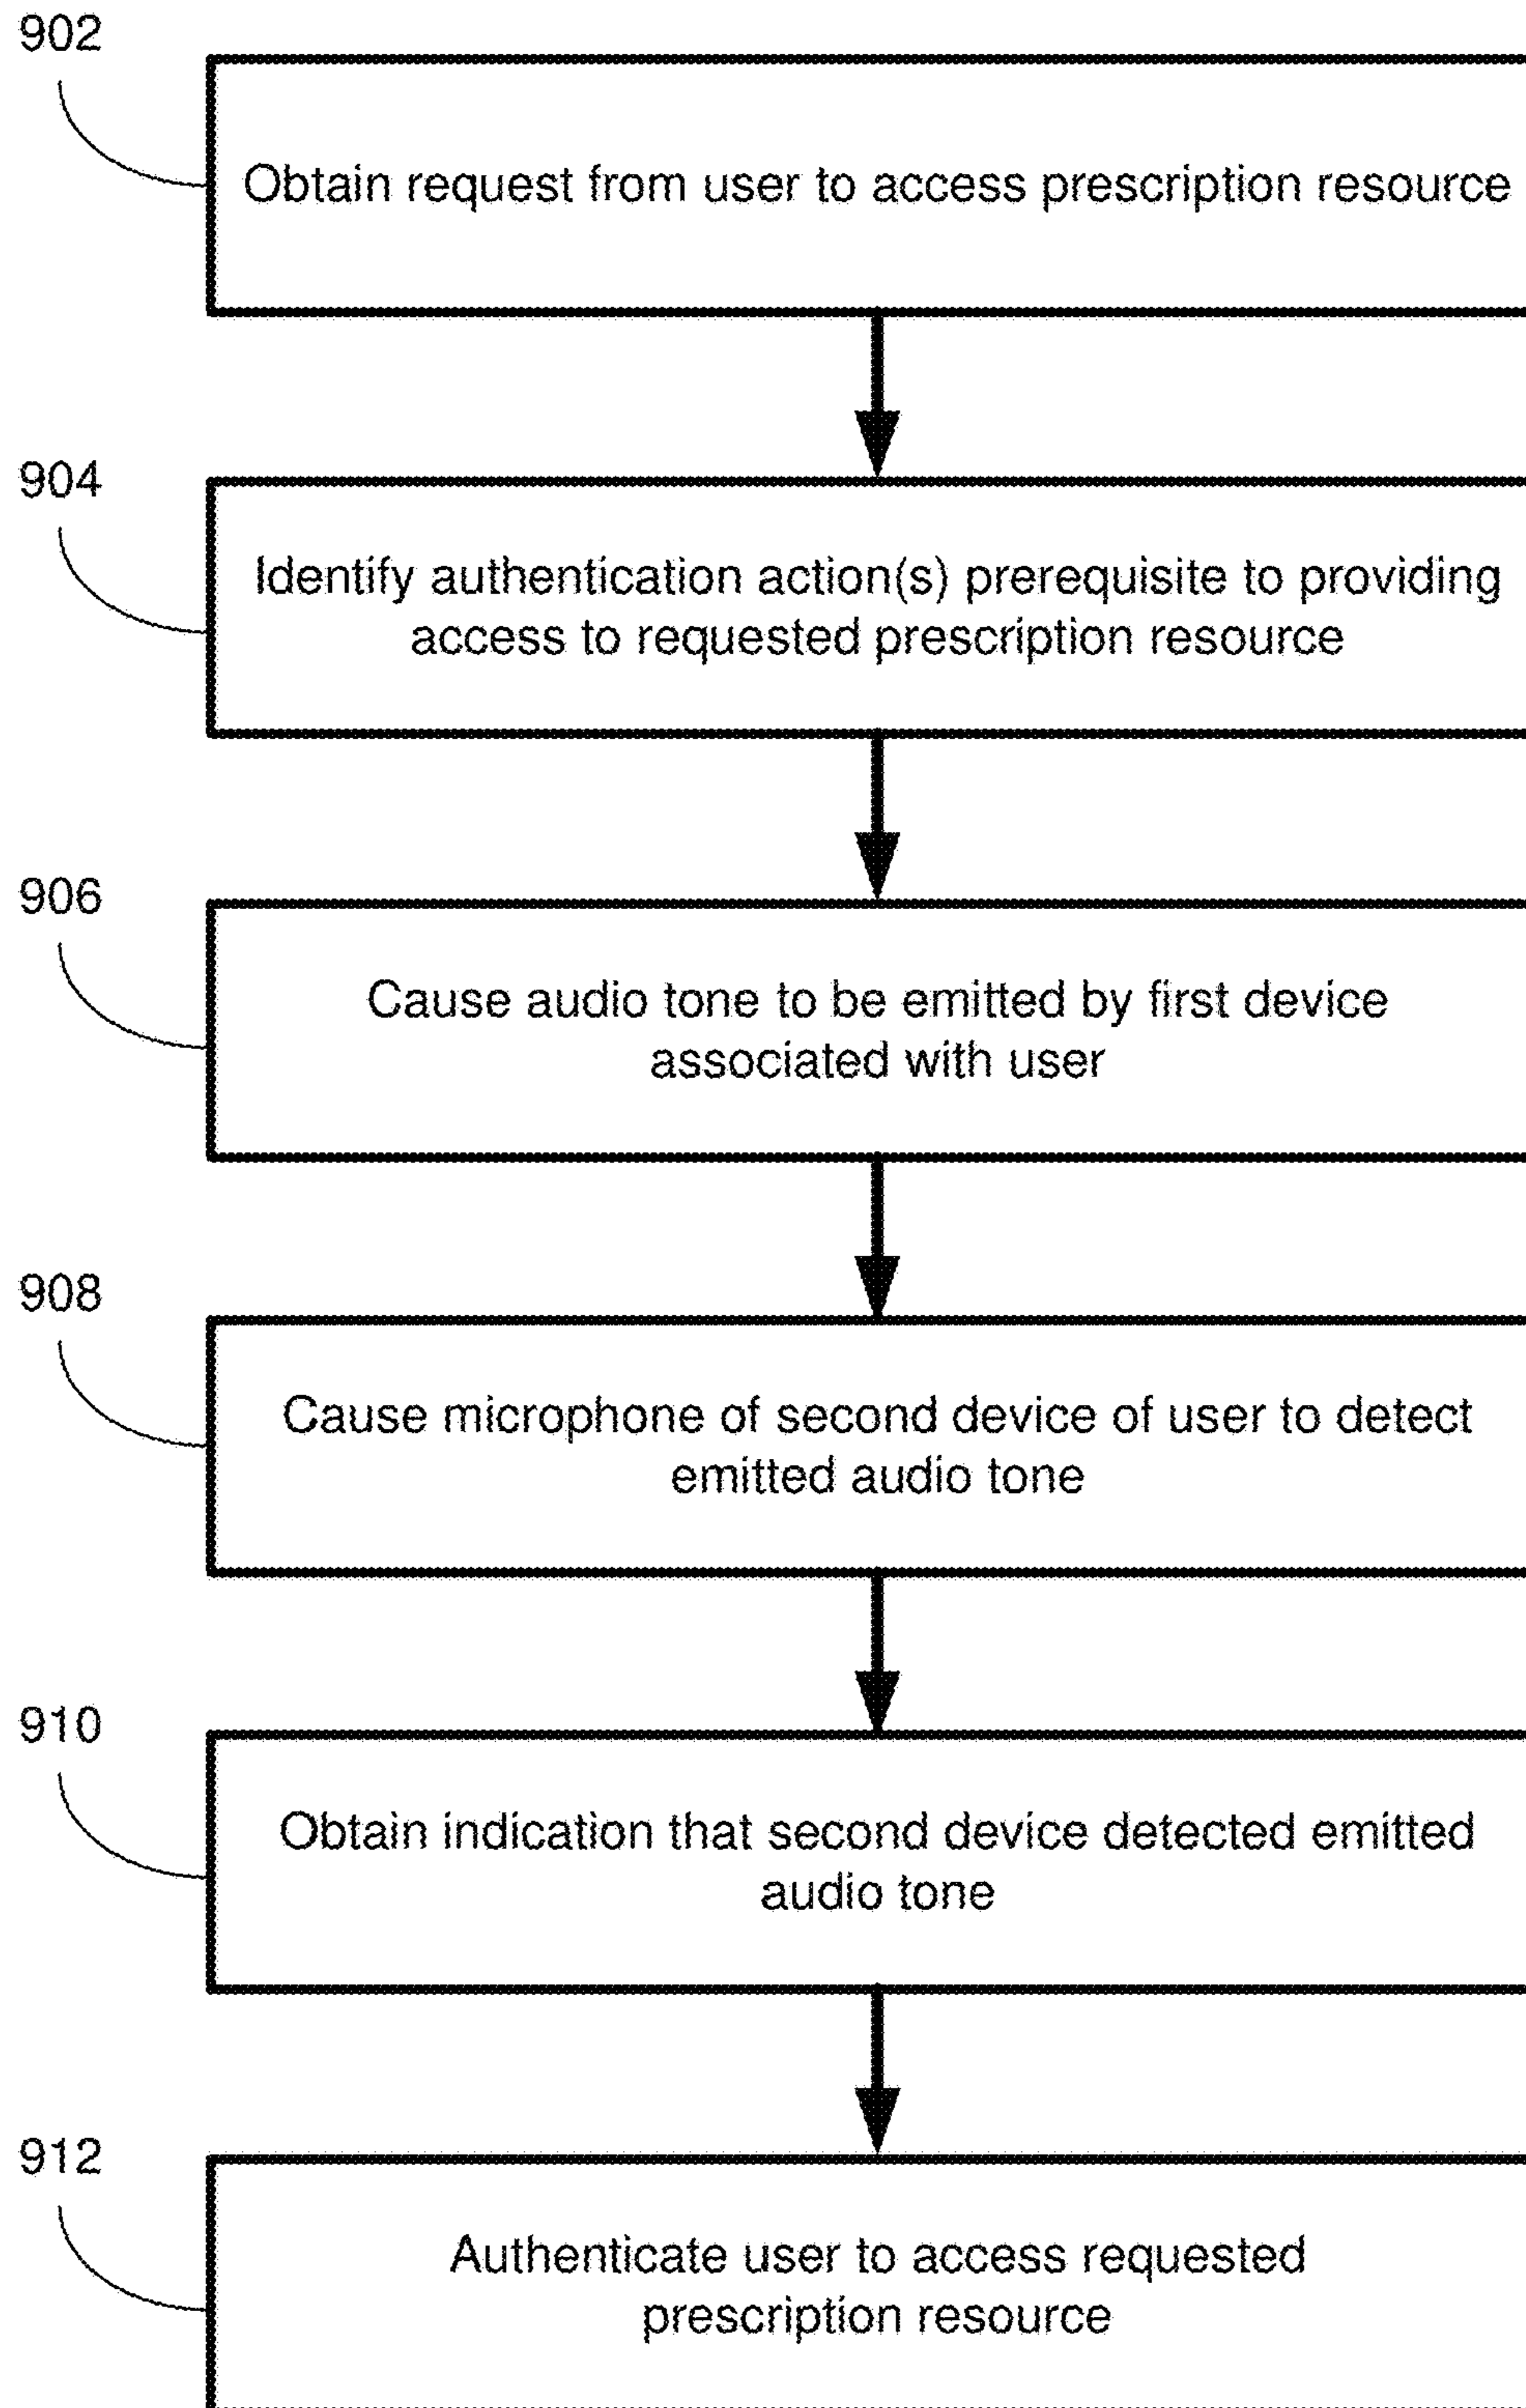 902
Obtain request from user to access prescription resource
904
Identify authentication action(s) prerequisite to providing
access to requested prescription resource
906
Cause audio tone to be emitted by first device
associated with user
908
Cause microphone of second device of user to detect
emitted audio tone
910
Obtain indication that second device detected emitted
audio tone
912
Authenticate user to access requested
prescription resource